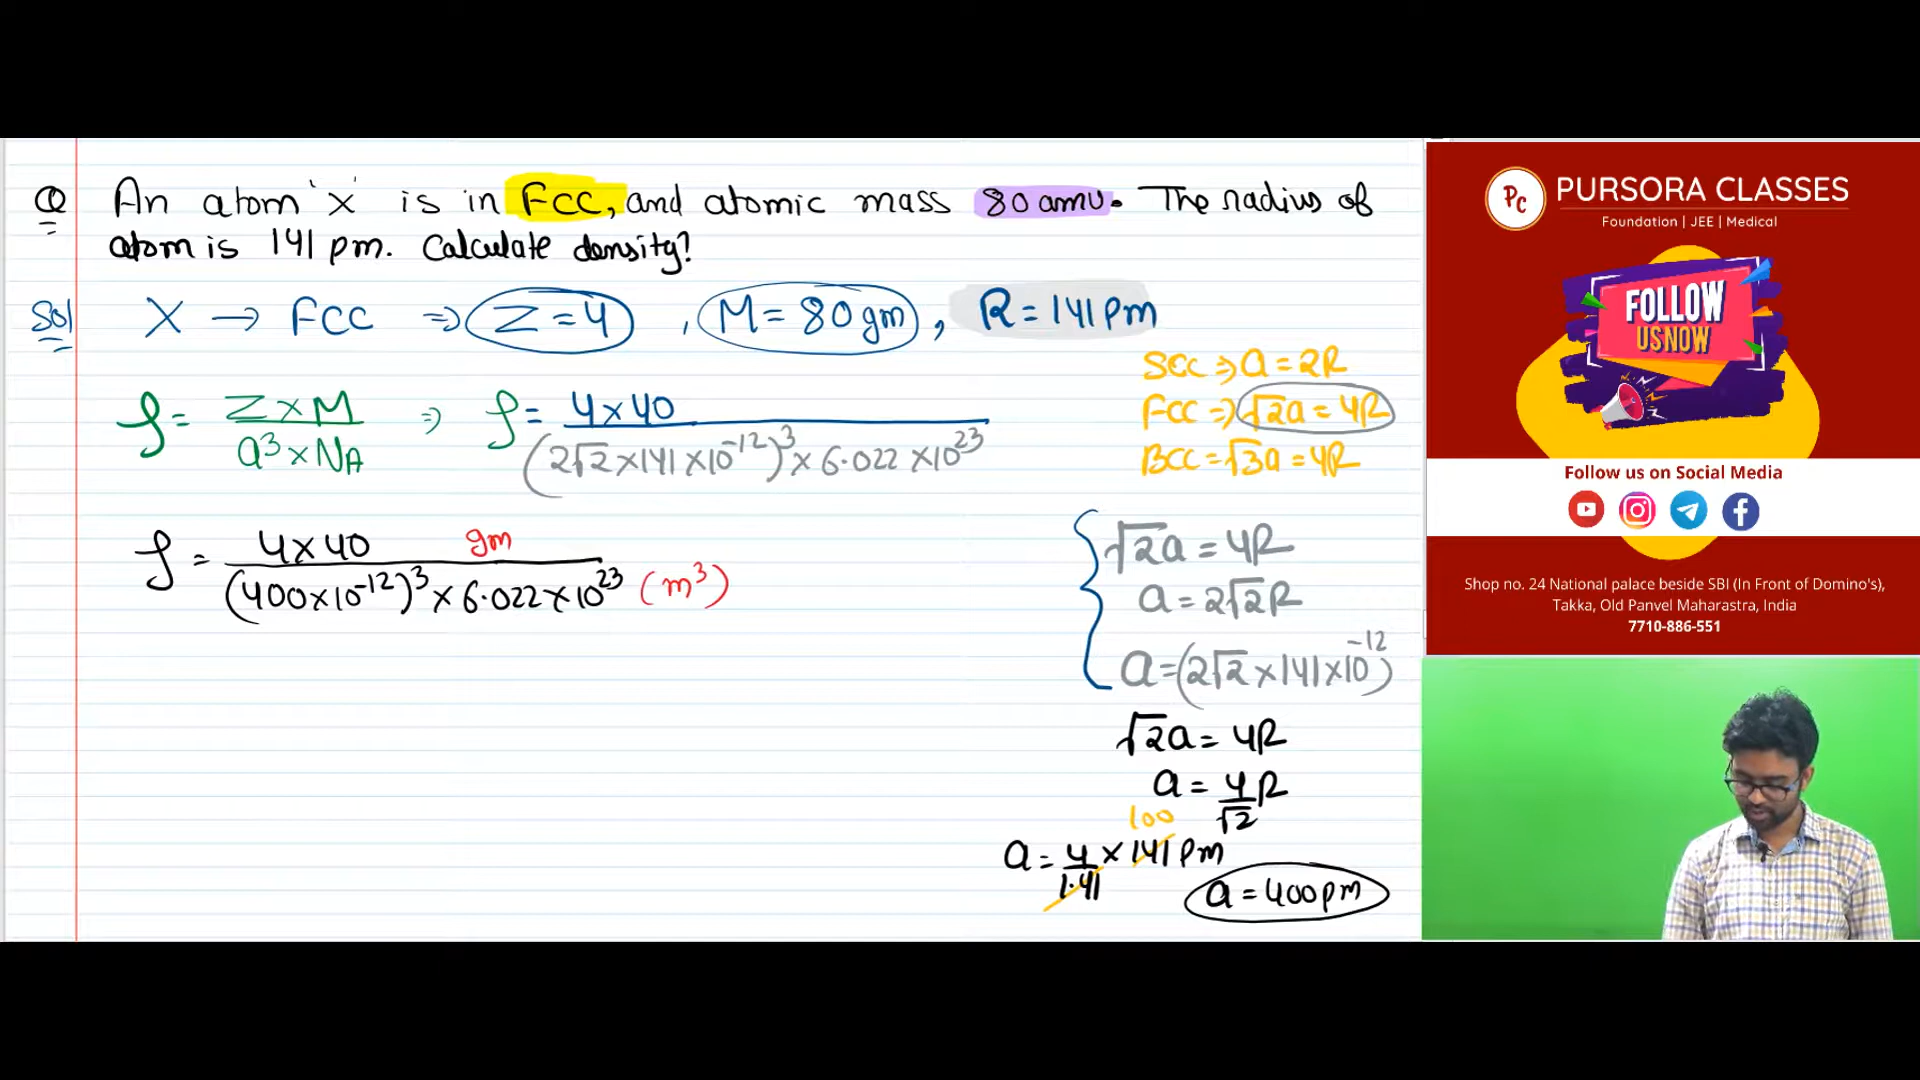 Q An atom 'X' is in FCC, and atomic mass 80 amu. The radius of
atom is 141 pm. Calculate density?
Sol X → FCC ⇒ Z = 4 , M = 80 gm , R = 141 Pm
SCC ⇒ a = 2R
FCC ⇒ √2a = 4R
BCC = √3a = 4R
ρ = Z × M / a³ × NA ⇒ ρ = 4 × 40 / (2√2 × 141 × 10⁻¹²)³ × 6.022 × 10²³
ρ = 4 × 40 gm / (400 × 10⁻¹²)³ × 6.022 × 10²³ (m³)
√2a = 4R
a = 2√2R
a = (2√2 × 141 × 10⁻¹²)
√2a = 4R
a = 4/√2 R
100
a = 4/1.41 × 141 Pm
a = 400 pm
PC
PURSORA CLASSES
Foundation | JEE | Medical
FOLLOW
US NOW
Follow us on Social Media
Shop no. 24 National palace beside SBI (In Front of Domino's),
Takka, Old Panvel Maharastra, India
7710-886-551